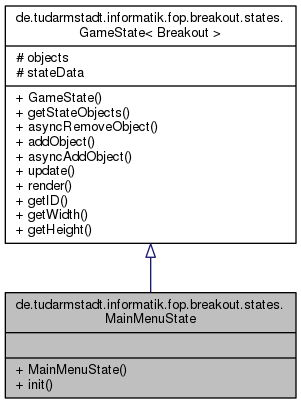 de.tudarmstadt.informatik.fop.breakout.states.
GameState< Breakout >
# objects
# stateData
+ GameState()
+ getStateObjects()
+ asyncRemoveObject()
+ addObject()
+ asyncAddObject()
+ update()
+ render()
+ getID()
+ getWidth()
+ getHeight()
de.tudarmstadt.informatik.fop.breakout.states.
MainMenuState
+ MainMenuState()
+ init()